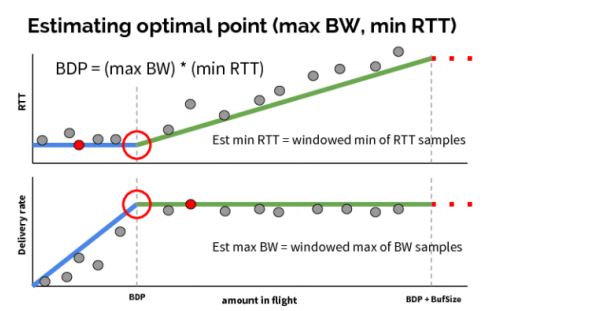 Estimating optimal point (max BW, min RTT)
BDP = (max BW) * (min RTT)
RTT
Est min RTT = windowed min of RTT samples
Delivery rate
Est max BW = windowed max of BW samples
BDP
amount in flight
BDP + BufSize